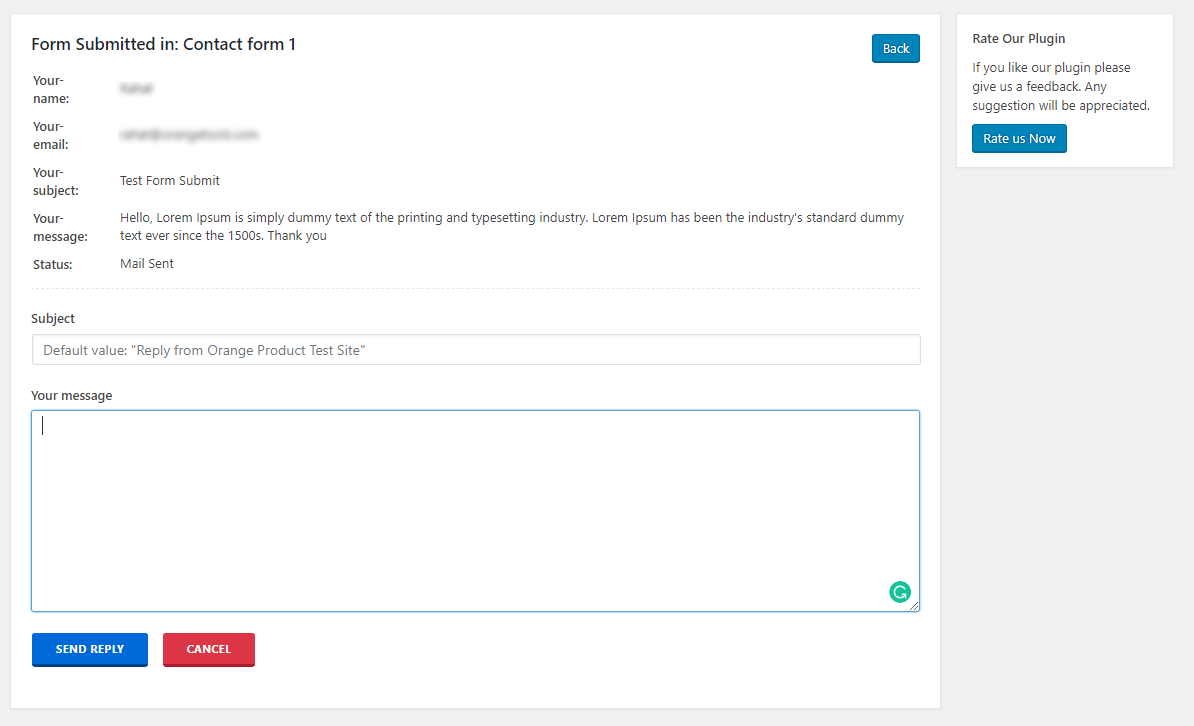 Form Submitted in: Contact form 1
Back
Your-
name:
Your-
email:
Your-
subject:
Test Form Submit
Your-
message:
Hello, Lorem Ipsum is simply dummy text of the printing and typesetting industry. Lorem Ipsum has been the industry's standard dummy
text ever since the 1500s. Thank you
Status:
Mail Sent
Subject
Default value: "Reply from Orange Product Test Site"
Your message
SEND REPLY
CANCEL
Rate Our Plugin
If you like our plugin please
give us a feedback. Any
suggestion will be appreciated.
Rate us Now